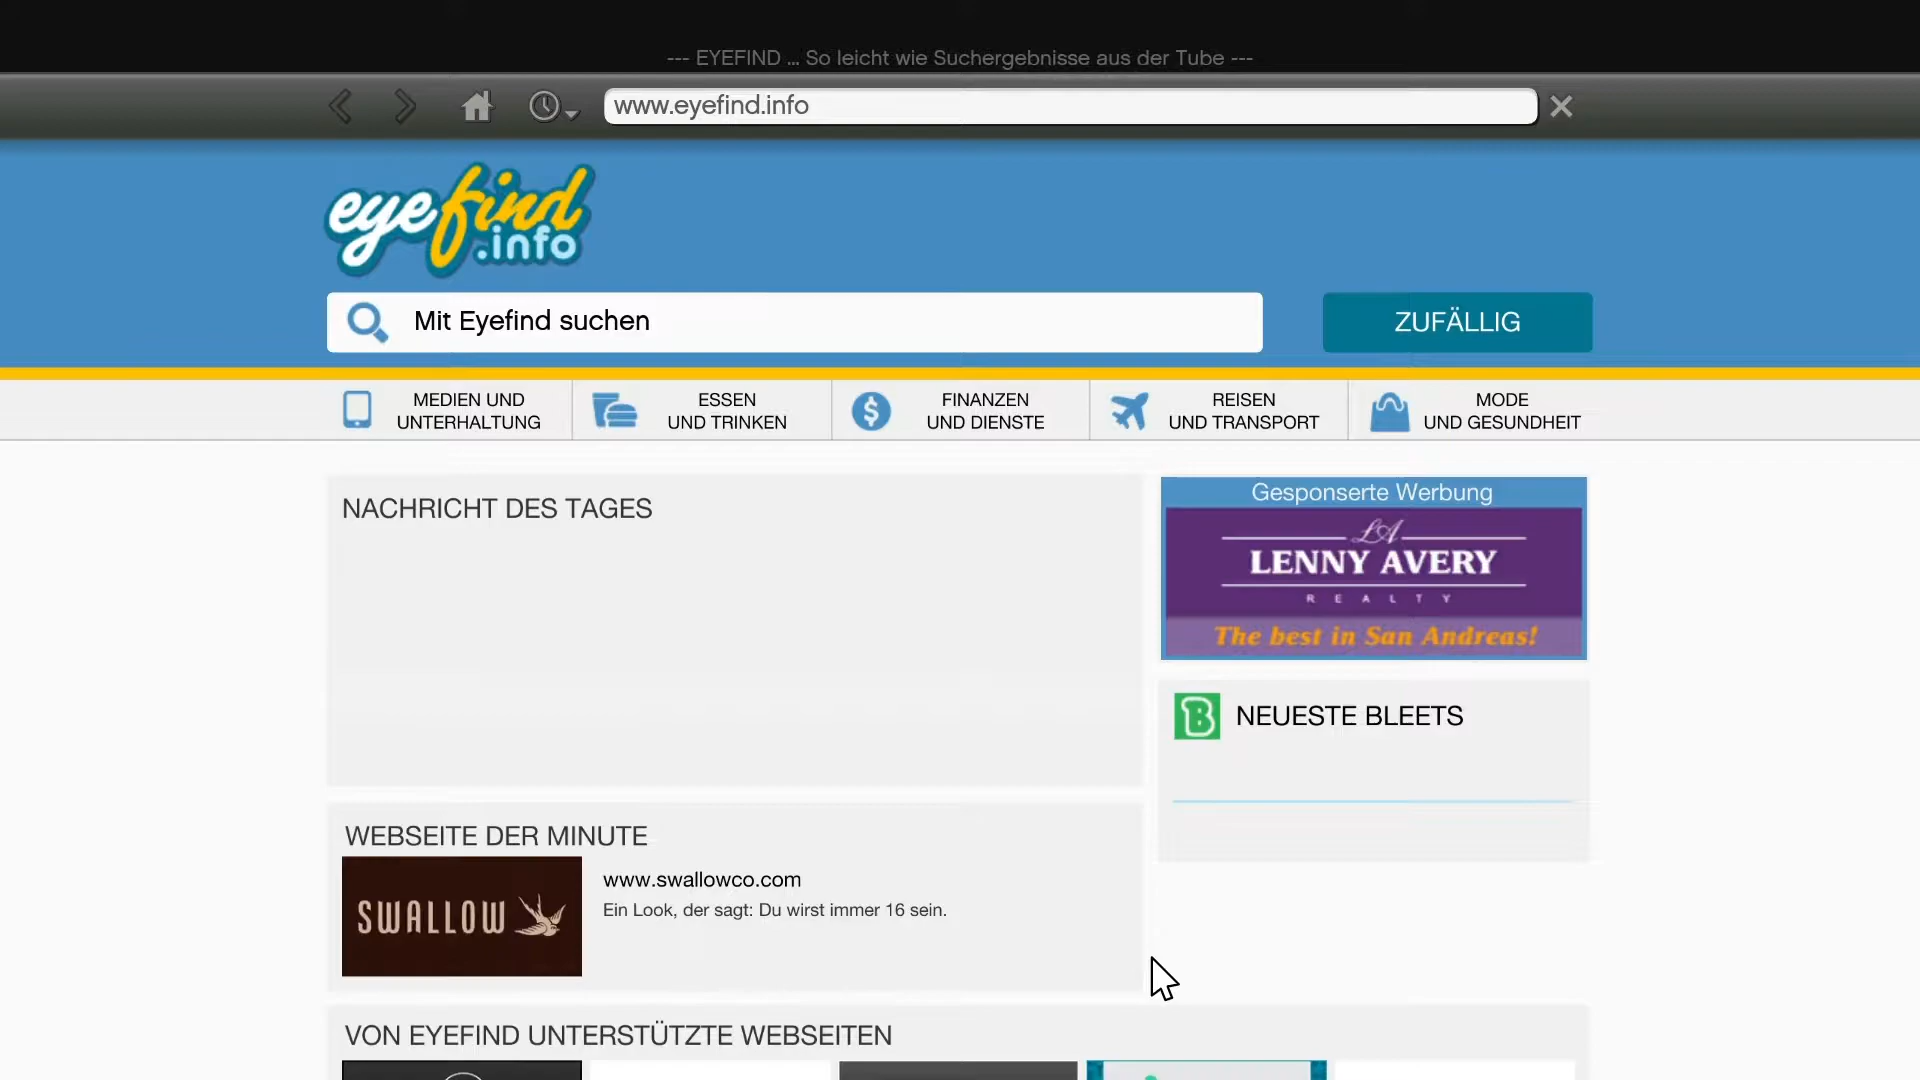 --- EYEFIND ... So leicht wie Suchergebnisse aus der Tube ---
www.eyefind.info
eyefind
.info
Mit Eyefind suchen
ZUFÄLLIG
MEDIEN UND
UNTERHALTUNG
ESSEN
UND TRINKEN
FINANZEN
UND DIENSTE
REISEN
UND TRANSPORT
MODE
UND GESUNDHEIT
NACHRICHT DES TAGES
Gesponserte Werbung
LA
LENNY AVERY
REALTY
The best in San Andreas!
B
NEUESTE BLEETS
WEBSEITE DER MINUTE
SWALLOW
www.swallowco.com
Ein Look, der sagt: Du wirst immer 16 sein.
VON EYEFIND UNTERSTÜTZTE WEBSEITEN